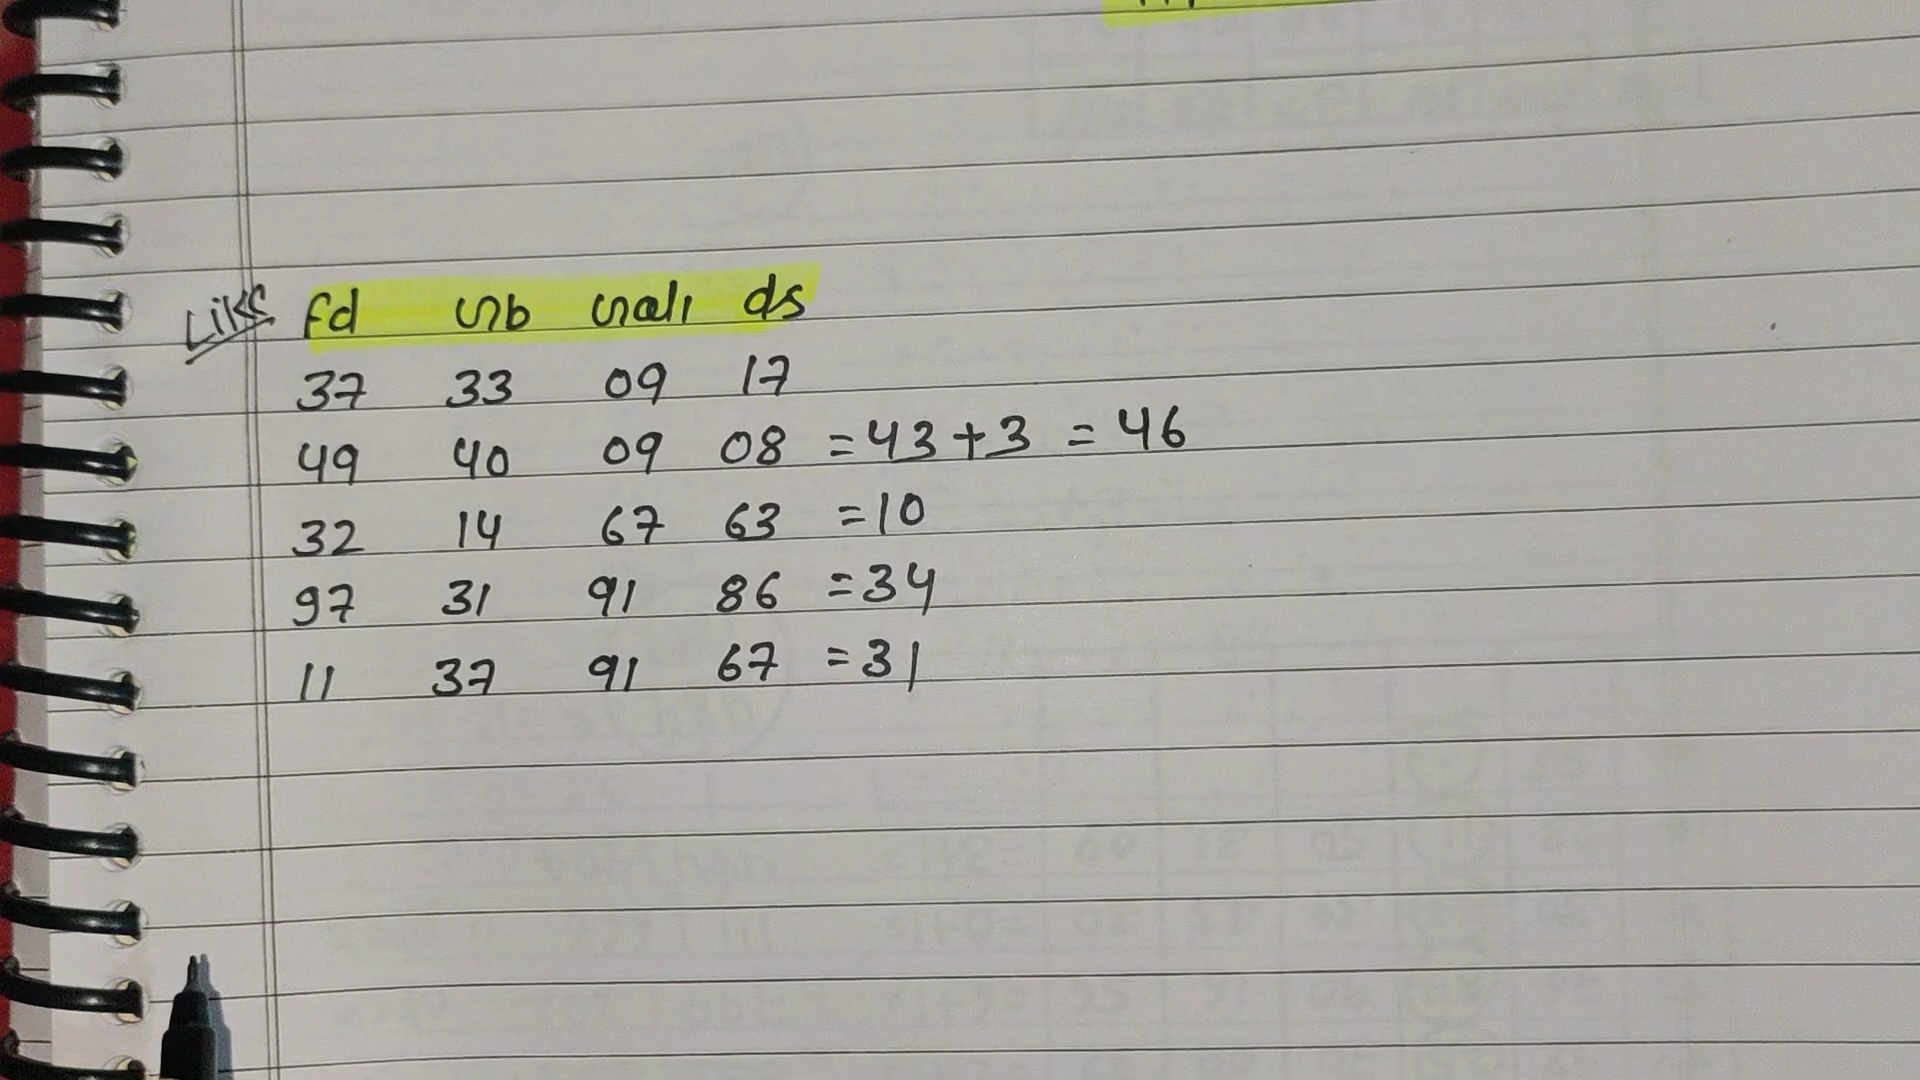 Like fd gb gali ds
37 33 09 17
49 40 09 08 =43+3 = 46
32 14 67 63 =10
97 31 91 86 =34
11 37 91 67 =31